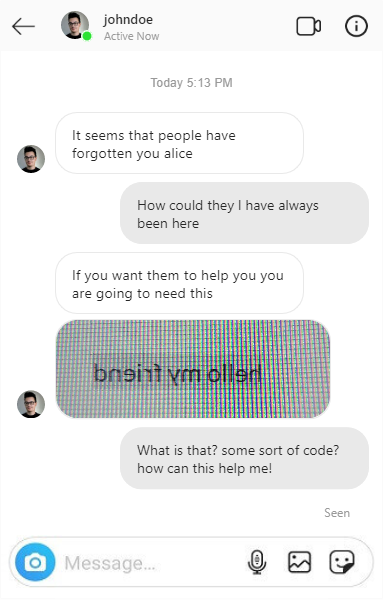 johndoe
Active Now
Today 5:13 PM
It seems that people have
forgotten you alice
How could they I have always
been here
If you want them to help you you
are going to need this
hello my friend
What is that? some sort of code?
how can this help me!
Seen
Message...